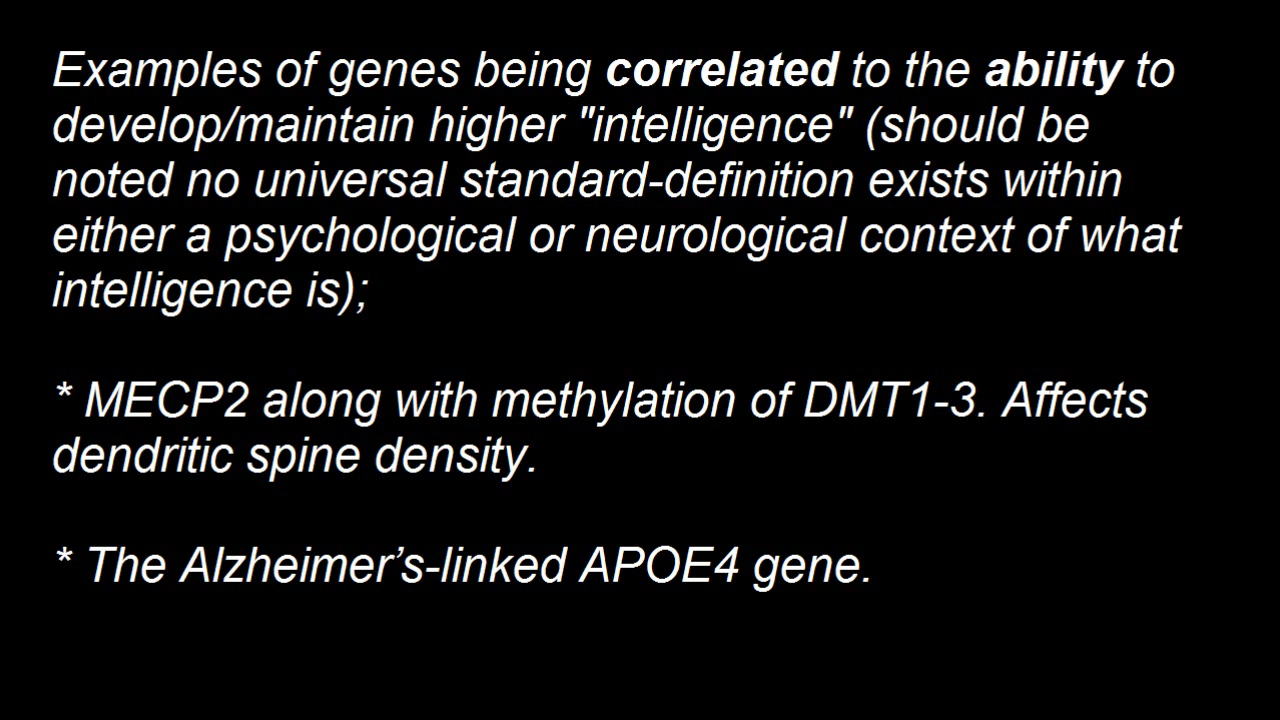 Examples of genes being correlated to the ability to
develop/maintain higher "intelligence" (should be
noted no universal standard-definition exists within
either a psychological or neurological context of what
intelligence is);
* MECP2 along with methylation of DMT1-3. Affects
dendritic spine density.
* The Alzheimer’s-linked APOE4 gene.